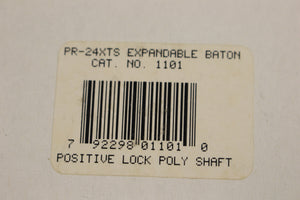 PR-24XTS EXPANDABLE BATON
CAT. NO. 1101
7 92298 01101 0
POSITIVE LOCK POLY SHAFT